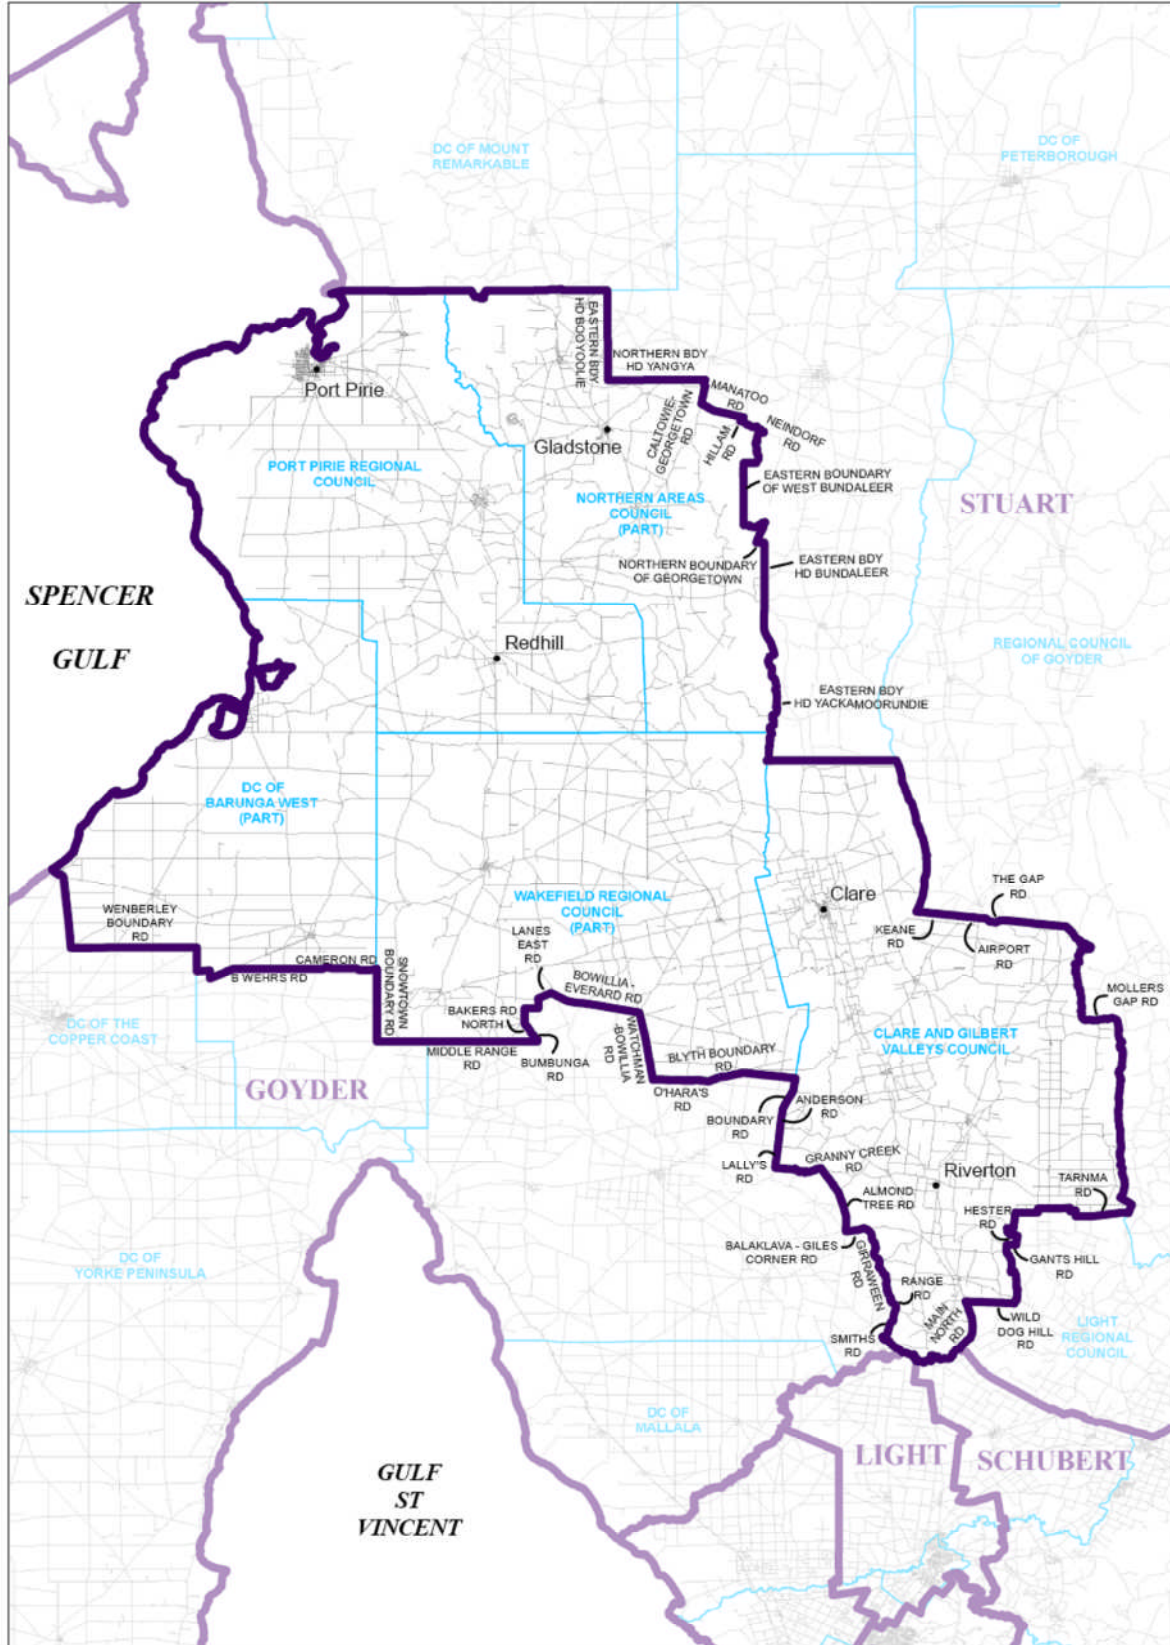 DC OF MOUNT
REMARKABLE
DC OF
PETERBOROUGH
EASTERN BDY
HD BOOYOOLIE
NORTHERN BDY
HD YANGYA
Port Pirie
MANATOO
RD
CALTOWIE-
GEORGETOWN
RD
HILLAM
RD
NEINDORF
RD
Gladstone
PORT PIRIE REGIONAL
COUNCIL
EASTERN BOUNDARY
OF WEST BUNDALEER
NORTHERN AREAS
COUNCIL
(PART)
STUART
NORTHERN BOUNDARY
OF GEORGETOWN
EASTERN BDY
HD BUNDALEER
SPENCER
GULF
Redhill
REGIONAL COUNCIL
OF GOYDER
EASTERN BDY
HD YACKAMOORUNDIE
DC OF
BARUNGA WEST
(PART)
WAKEFIELD REGIONAL
COUNCIL
(PART)
Clare
THE GAP
RD
WENBERLEY
BOUNDARY
RD
LANES
EAST
RD
KEANE
RD
AIRPORT
RD
CAMERON RD
B WEHRS RD
SNOWTOWN
BOUNDARY RD
BOWILLIA -
EVERARD RD
MOLLERS
GAP RD
BAKERS RD
NORTH
DC OF THE
COPPER COAST
WATCHMAN
-BOWILLIA
RD
CLARE AND GILBERT
VALLEYS COUNCIL
MIDDLE RANGE
RD
BUMBUNGA
RD
BLYTH BOUNDARY
RD
GOYDER
O'HARA'S
RD
ANDERSON
RD
BOUNDARY
RD
LALLY'S
RD
GRANNY CREEK
RD
Riverton
ALMOND
TREE RD
TARNMA
RD
HESTER
RD
BALAKLAVA - GILES
CORNER RD
GIRRAWEEN
RD
GANTS HILL
RD
DC OF
YORKE PENINSULA
RANGE
RD
MAIN
NORTH
RD
SMITHS
RD
WILD
DOG HILL
RD
LIGHT
REGIONAL
COUNCIL
DC OF
MALLALA
LIGHT
SCHUBERT
GULF
ST
VINCENT